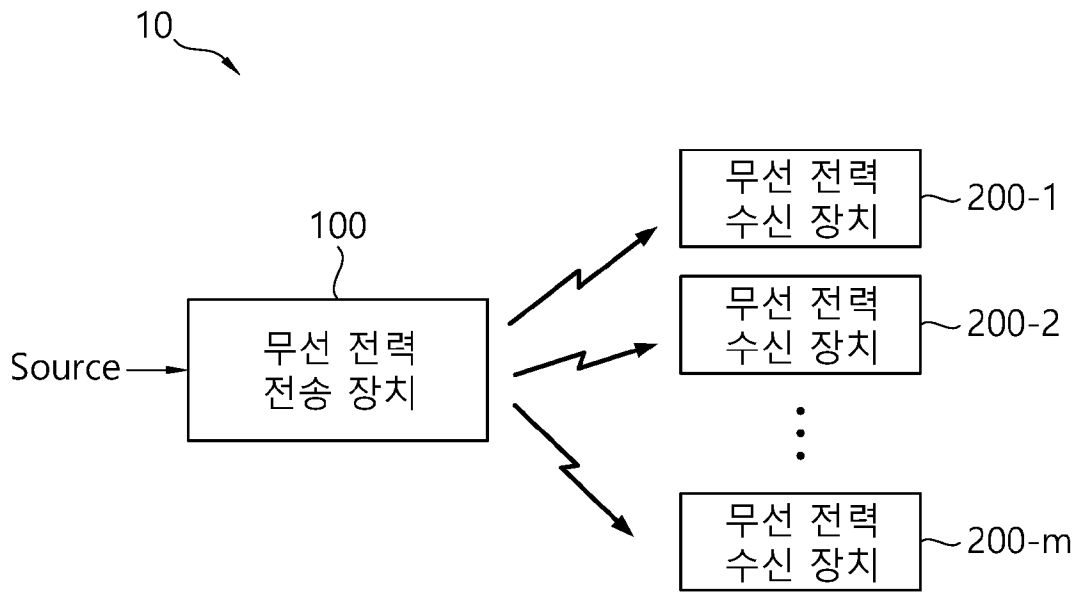 10
100
Source
무선 전력
전송 장치
무선 전력
수신 장치
200-1
무선 전력
수신 장치
200-2
무선 전력
수신 장치
200-m